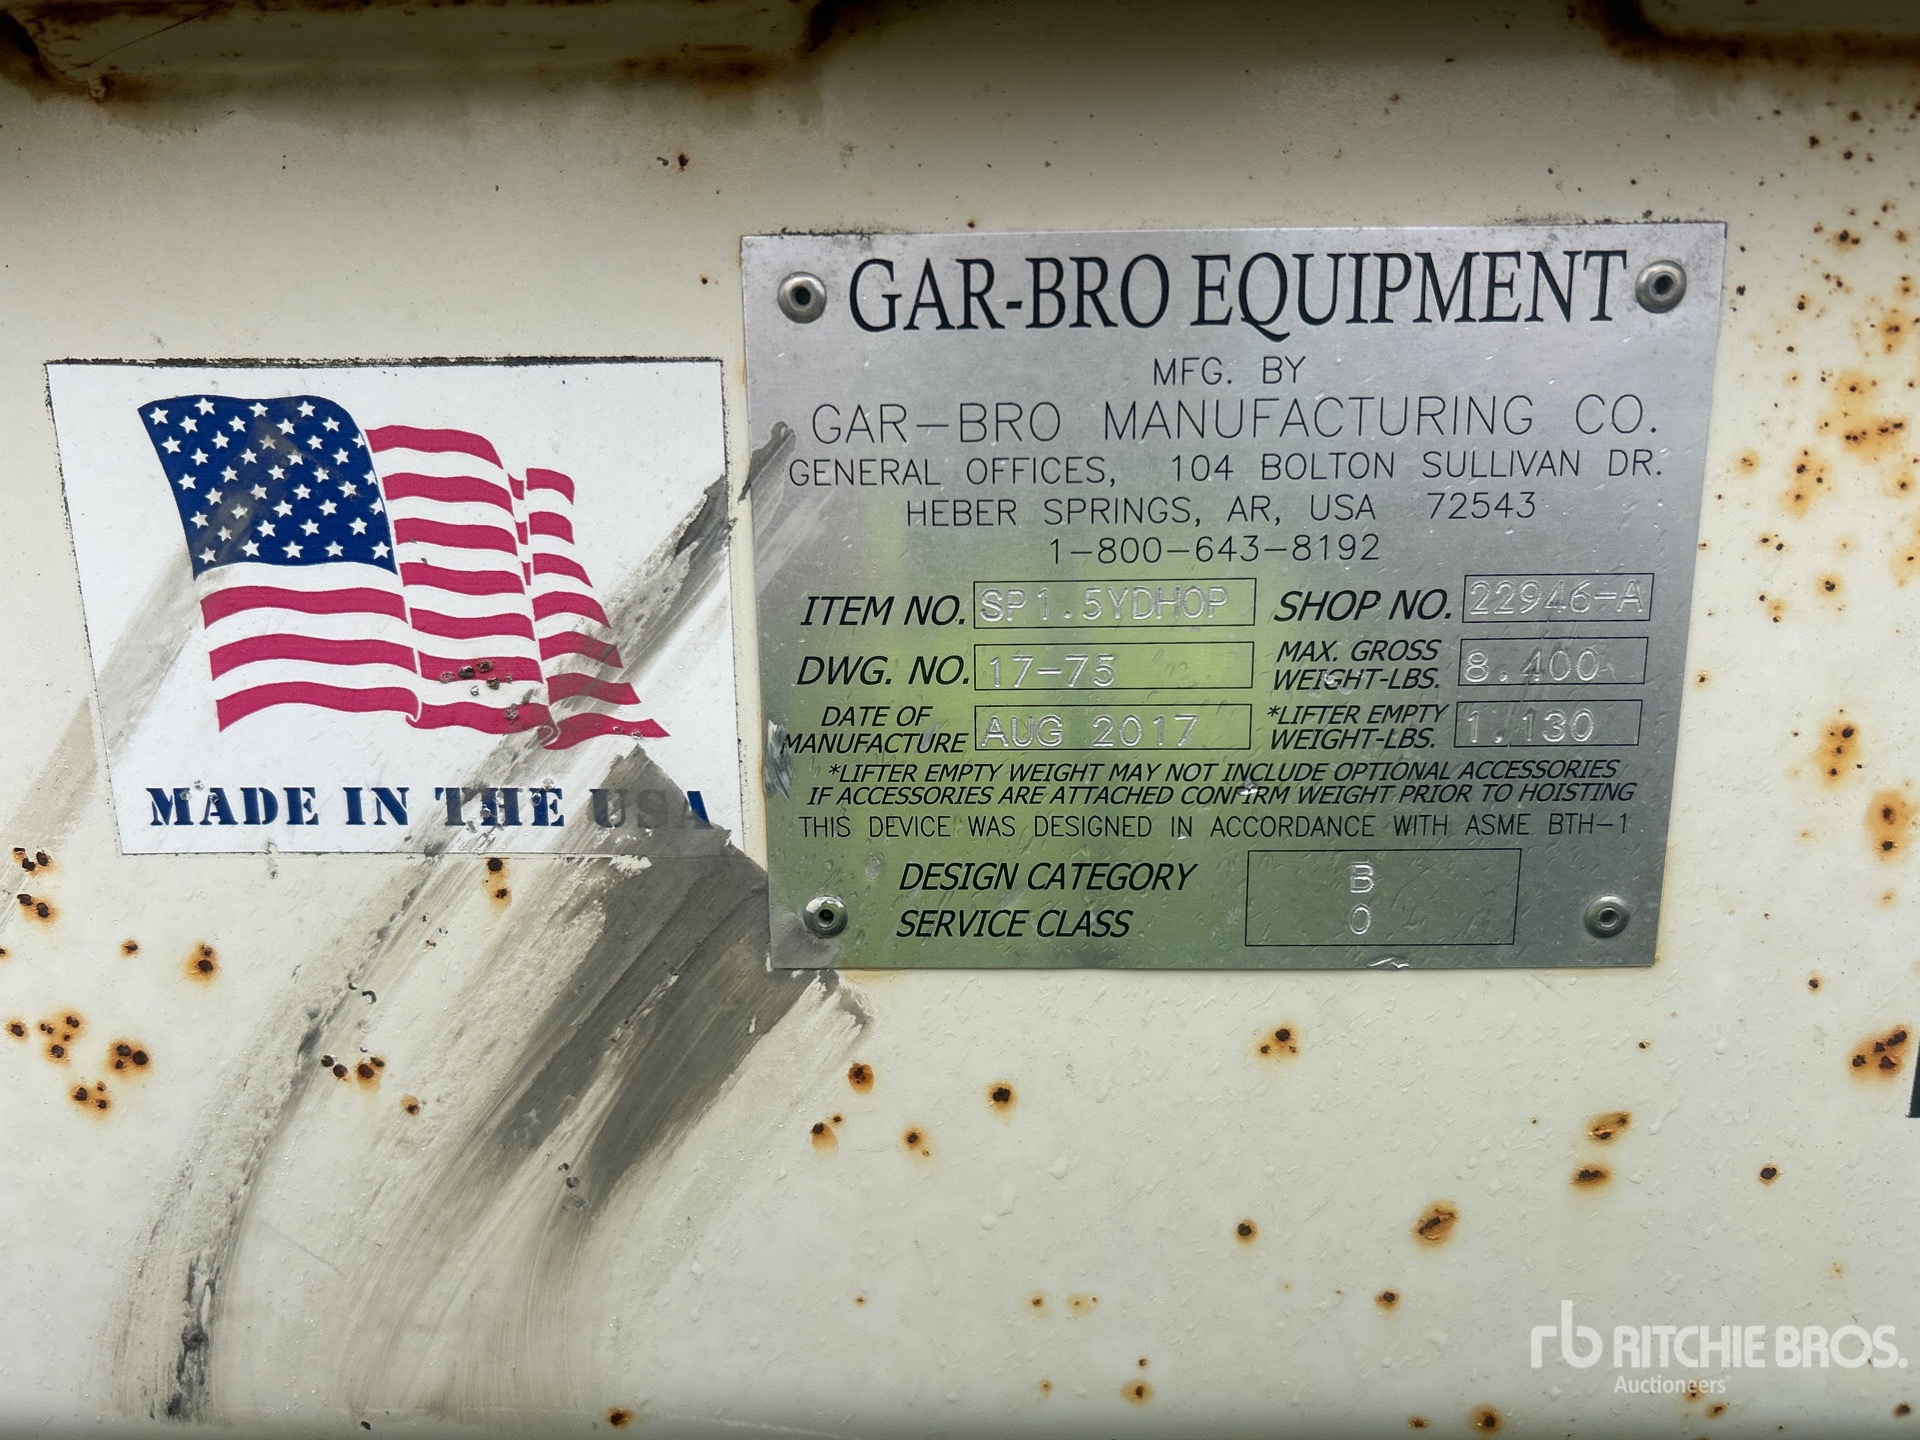 MADE IN THE USA
GAR-BRO EQUIPMENT
MFG. BY
GAR-BRO MANUFACTURING CO.
GENERAL OFFICES, 104 BOLTON SULLIVAN DR.
HEBER SPRINGS, AR, USA 72543
1-800-643-8192
ITEM NO. SP1.5YDHOP SHOP NO. 22946-A
DWG. NO. 17-75 MAX. GROSS WEIGHT-LBS. 8.400
DATE OF MANUFACTURE AUG 2017 *LIFTER EMPTY WEIGHT-LBS. 1.130
*LIFTER EMPTY WEIGHT MAY NOT INCLUDE OPTIONAL ACCESSORIES
IF ACCESSORIES ARE ATTACHED CONFIRM WEIGHT PRIOR TO HOISTING
THIS DEVICE WAS DESIGNED IN ACCORDANCE WITH ASME BTH-1
DESIGN CATEGORY B
SERVICE CLASS 0
rb RITCHIE BROS.
Auctioneers